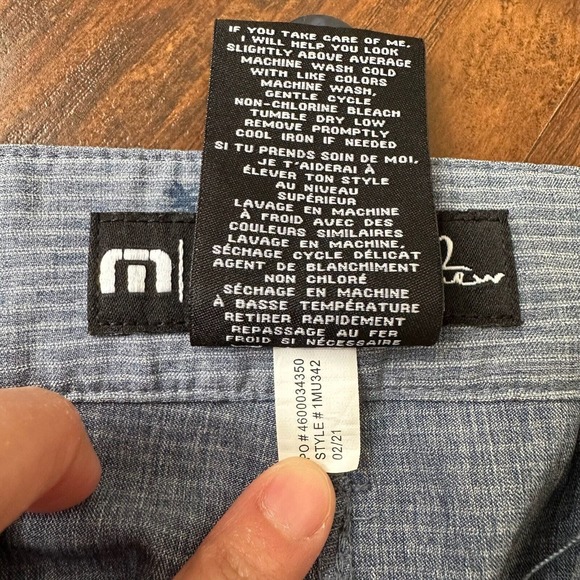 IF YOU TAKE CARE OF ME,
I WILL HELP YOU LOOK
SLIGHTLY ABOVE AVERAGE
MACHINE WASH COLD
WITH LIKE COLORS
MACHINE WASH,
GENTLE CYCLE
NON-CHLORINE BLEACH
TUMBLE DRY LOW
REMOVE PROMPTLY
COOL IRON IF NEEDED
SI TU PRENDS SOIN DE MOI,
JE T'AIDERAI À
ÉLEVER TON STYLE
AU NIVEAU
SUPÉRIEUR
LAVAGE EN MACHINE
À FROID AVEC DES
COULEURS SIMILAIRES
LAVAGE EN MACHINE,
SÉCHAGE CYCLE DÉLICAT
AGENT DE BLANCHIMENT
NON CHLORÉ
SÉCHAGE EN MACHINE
À BASSE TEMPÉRATURE
RETIRER RAPIDEMENT
REPASSAGE AU FER
FROID SI NÉCESSAIRE
PO# 4600034350
STYLE #1MU342
02/21